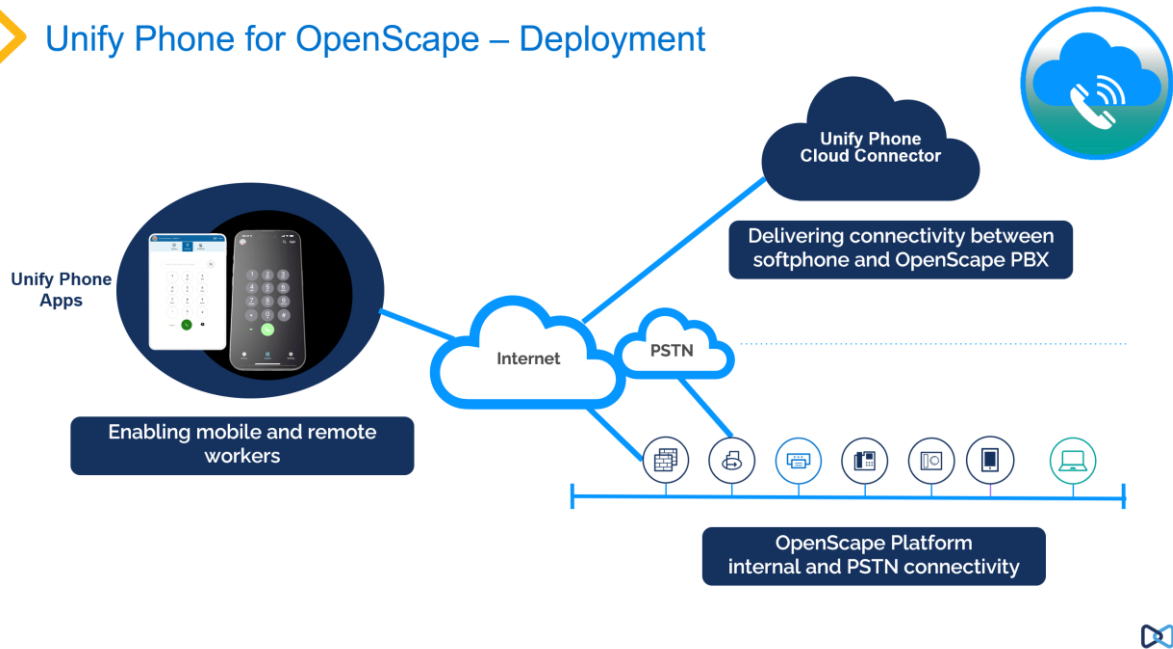 Unify Phone for OpenScape – Deployment
Unify Phone
Cloud Connector
Delivering connectivity between
softphone and OpenScape PBX
Unify Phone
Apps
Internet
PSTN
Enabling mobile and remote
workers
OpenScape Platform
internal and PSTN connectivity